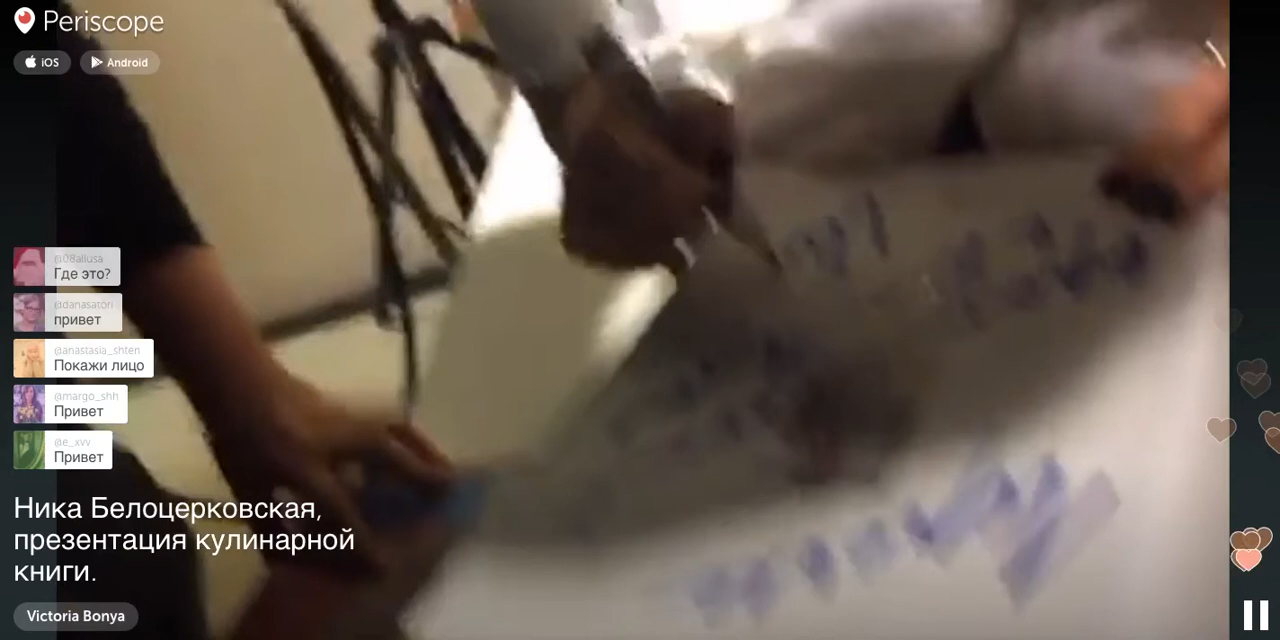 Periscope
iOS
Android
@i08allusa
Где это?
@danasatori
привет
@anastasia_shten
Покажи лицо
@margo_shh
Привет
@e_xvv
Привет
Ника Белоцерковская,
презентация кулинарной
книги.
Victoria Bonya